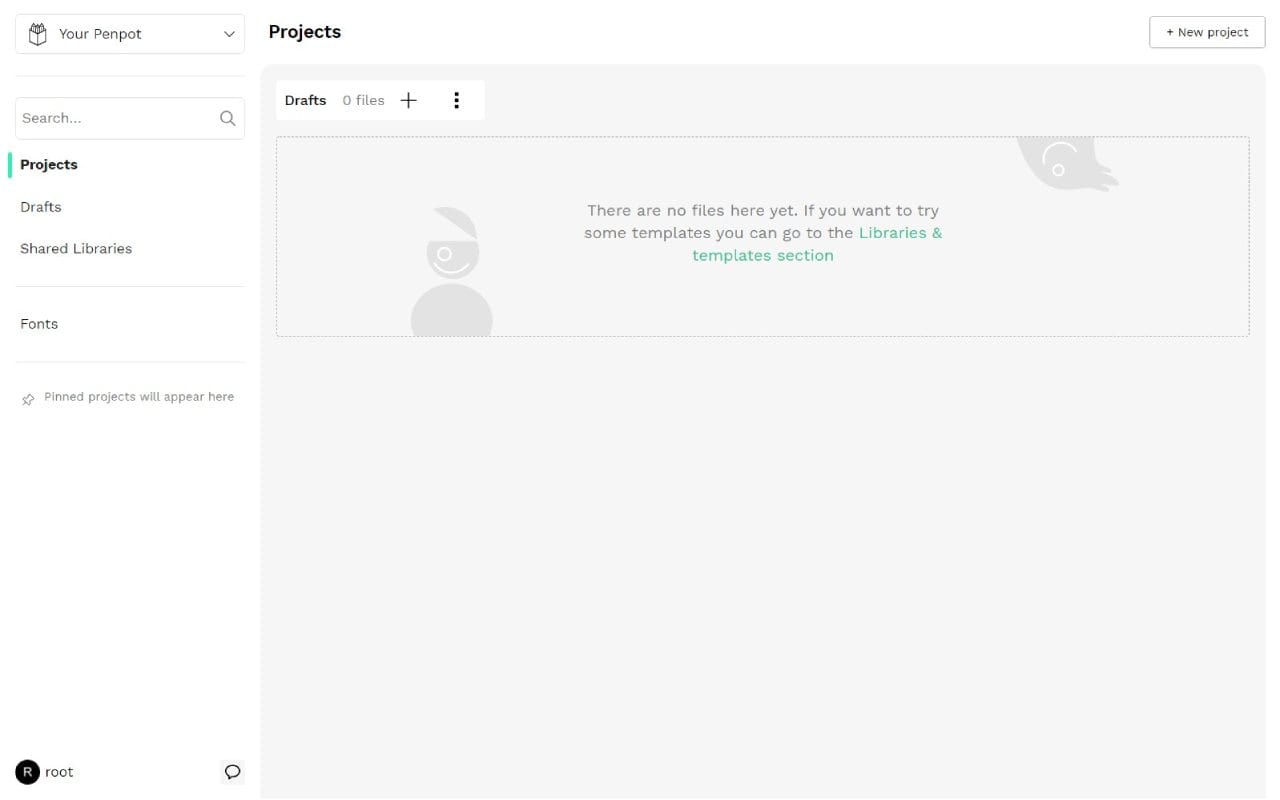 Your Penpot
Projects
+ New project
Search...
Drafts 0 files
Projects
Drafts
Shared Libraries
There are no files here yet. If you want to try
some templates you can go to the Libraries &
templates section
Fonts
Pinned projects will appear here
R root